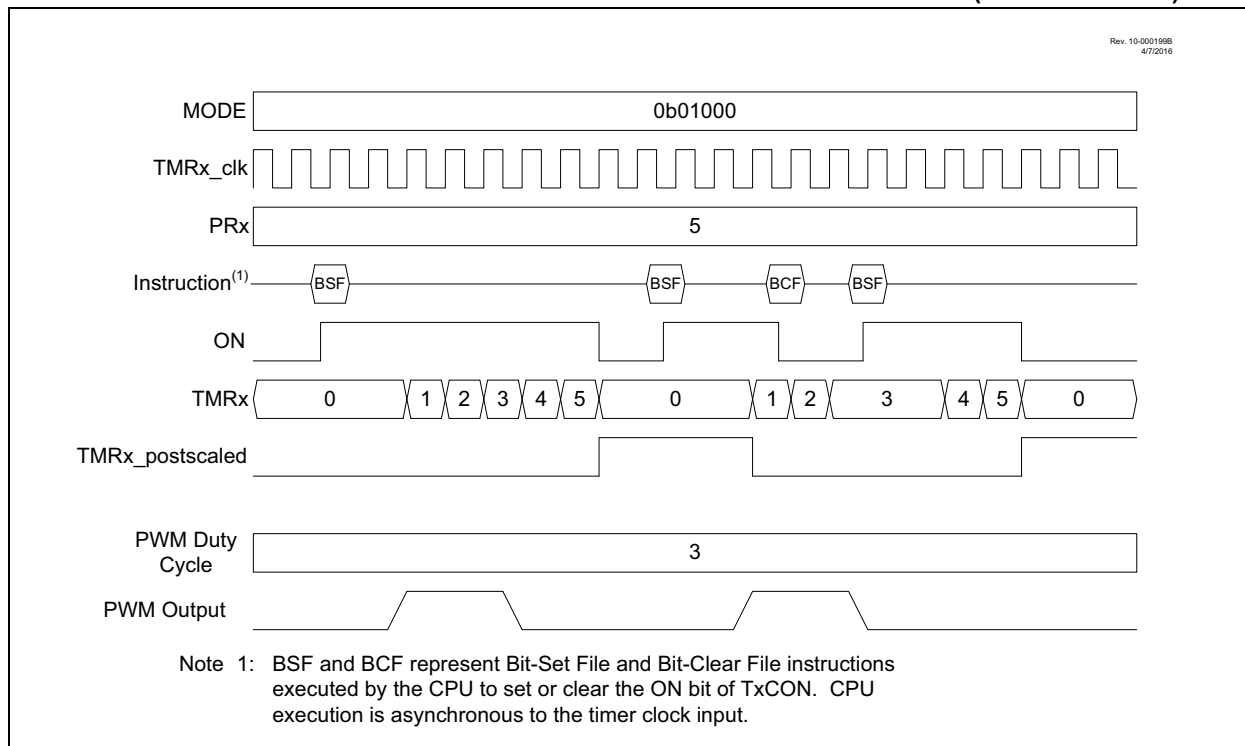 Rev. 10-000199B
4/7/2016
MODE 0b01000
TMRx_clk
PRx 5
Instruction(1) BSF BSF BCF BSF
ON
TMRx 0 1 2 3 4 5 0 1 2 3 4 5 0
TMRx_postscaled
PWM Duty
Cycle 3
PWM Output
Note 1: BSF and BCF represent Bit-Set File and Bit-Clear File instructions
executed by the CPU to set or clear the ON bit of TxCON. CPU
execution is asynchronous to the timer clock input.